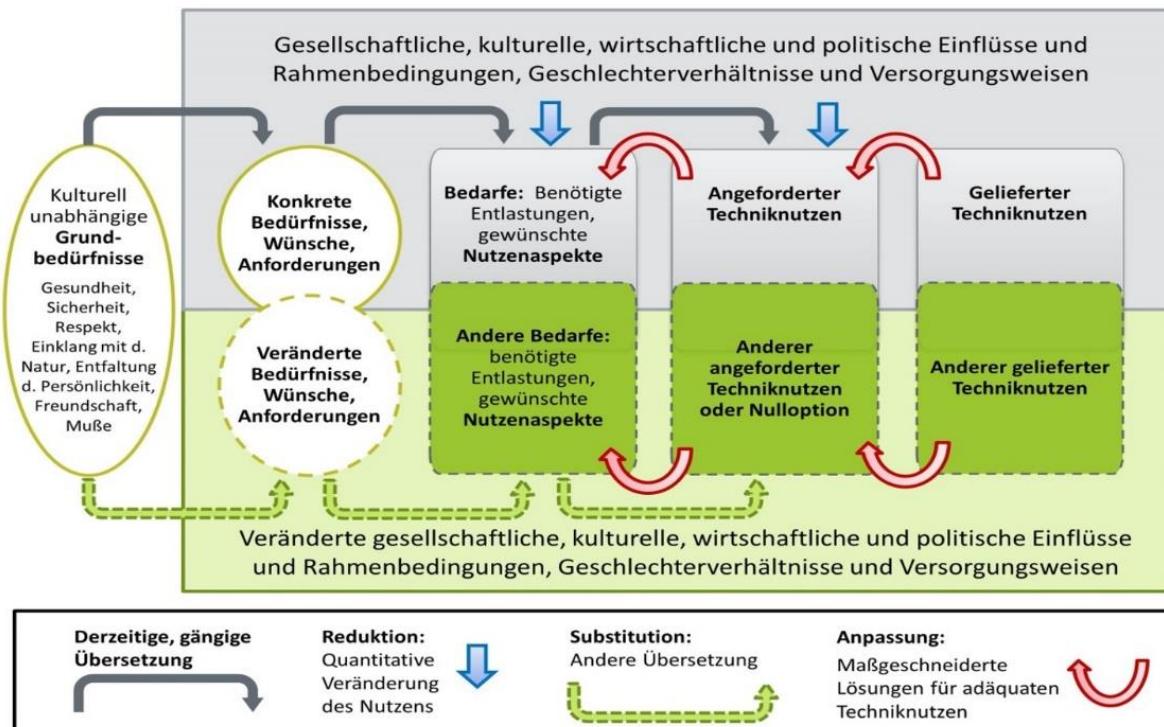 Gesellschaftliche, kulturelle, wirtschaftliche und politische Einflüsse und
Rahmenbedingungen, Geschlechterverhältnisse und Versorgungsweisen
Kulturell
unabhängige
Grund-
bedürfnisse
Gesundheit,
Sicherheit,
Respekt,
Einklang mit d.
Natur, Entfaltung
d. Persönlichkeit,
Freundschaft,
Muße
Konkrete
Bedürfnisse,
Wünsche,
Anforderungen
Bedarfe: Benötigte
Entlastungen,
gewünschte
Nutzenaspekte
Angeforderter
Techniknutzen
Gelieferter
Techniknutzen
Veränderte
Bedürfnisse,
Wünsche,
Anforderungen
Andere Bedarfe:
benötigte
Entlastungen,
gewünschte
Nutzenaspekte
Anderer
angeforderter
Techniknutzen
oder Nulloption
Anderer gelieferter
Techniknutzen
Veränderte gesellschaftliche, kulturelle, wirtschaftliche und politische Einflüsse
und Rahmenbedingungen, Geschlechterverhältnisse und Versorgungsweisen
Derzeitige, gängige
Übersetzung
Reduktion:
Quantitative
Veränderung
des Nutzens
Substitution:
Andere Übersetzung
Anpassung:
Maßgeschneiderte
Lösungen für adäquaten
Techniknutzen